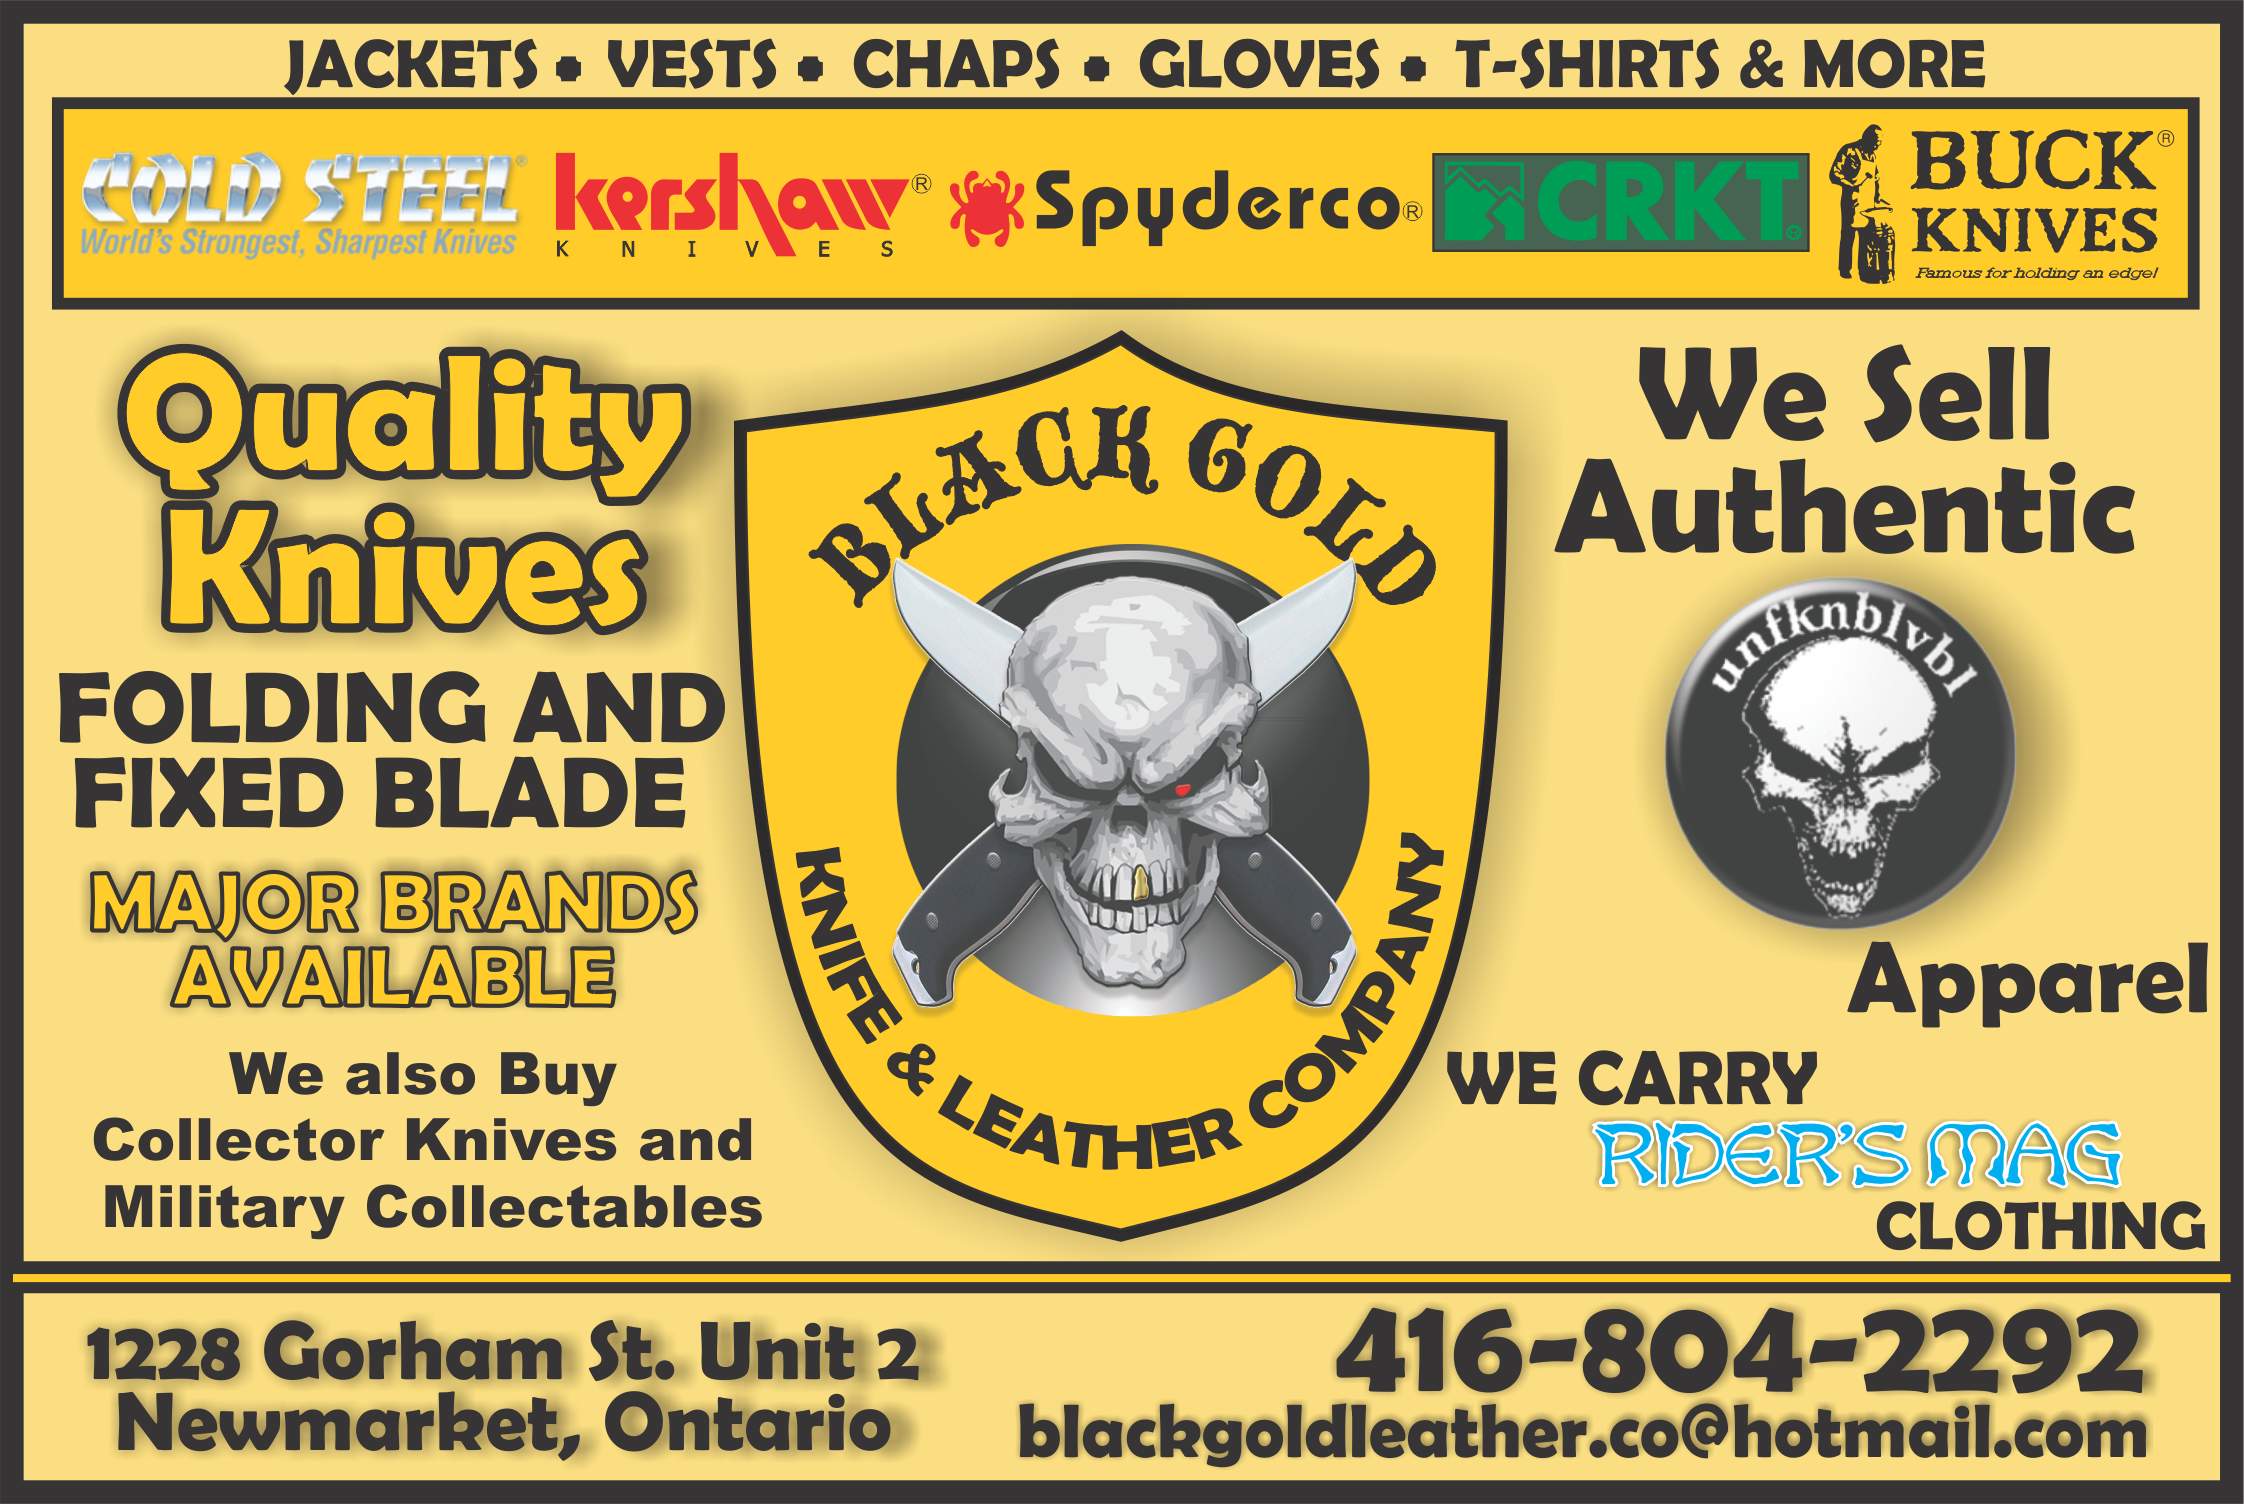 JACKETS • VESTS • CHAPS • GLOVES • T-SHIRTS & MORE
COLD STEEL®
World's Strongest, Sharpest Knives
kershaw®
KNIVES
Spyderco®
CRKT®
BUCK®
KNIVES
Famous for holding an edge!
Quality
Knives
FOLDING AND
FIXED BLADE
MAJOR BRANDS
AVAILABLE
We also Buy
Collector Knives and
Military Collectables
BLACK GOLD
KNIFE & LEATHER COMPANY
We Sell
Authentic
unfknblvbl
Apparel
WE CARRY
RIDER'S MAG
CLOTHING
1228 Gorham St. Unit 2
Newmarket, Ontario
416-804-2292
blackgoldleather.co@hotmail.com